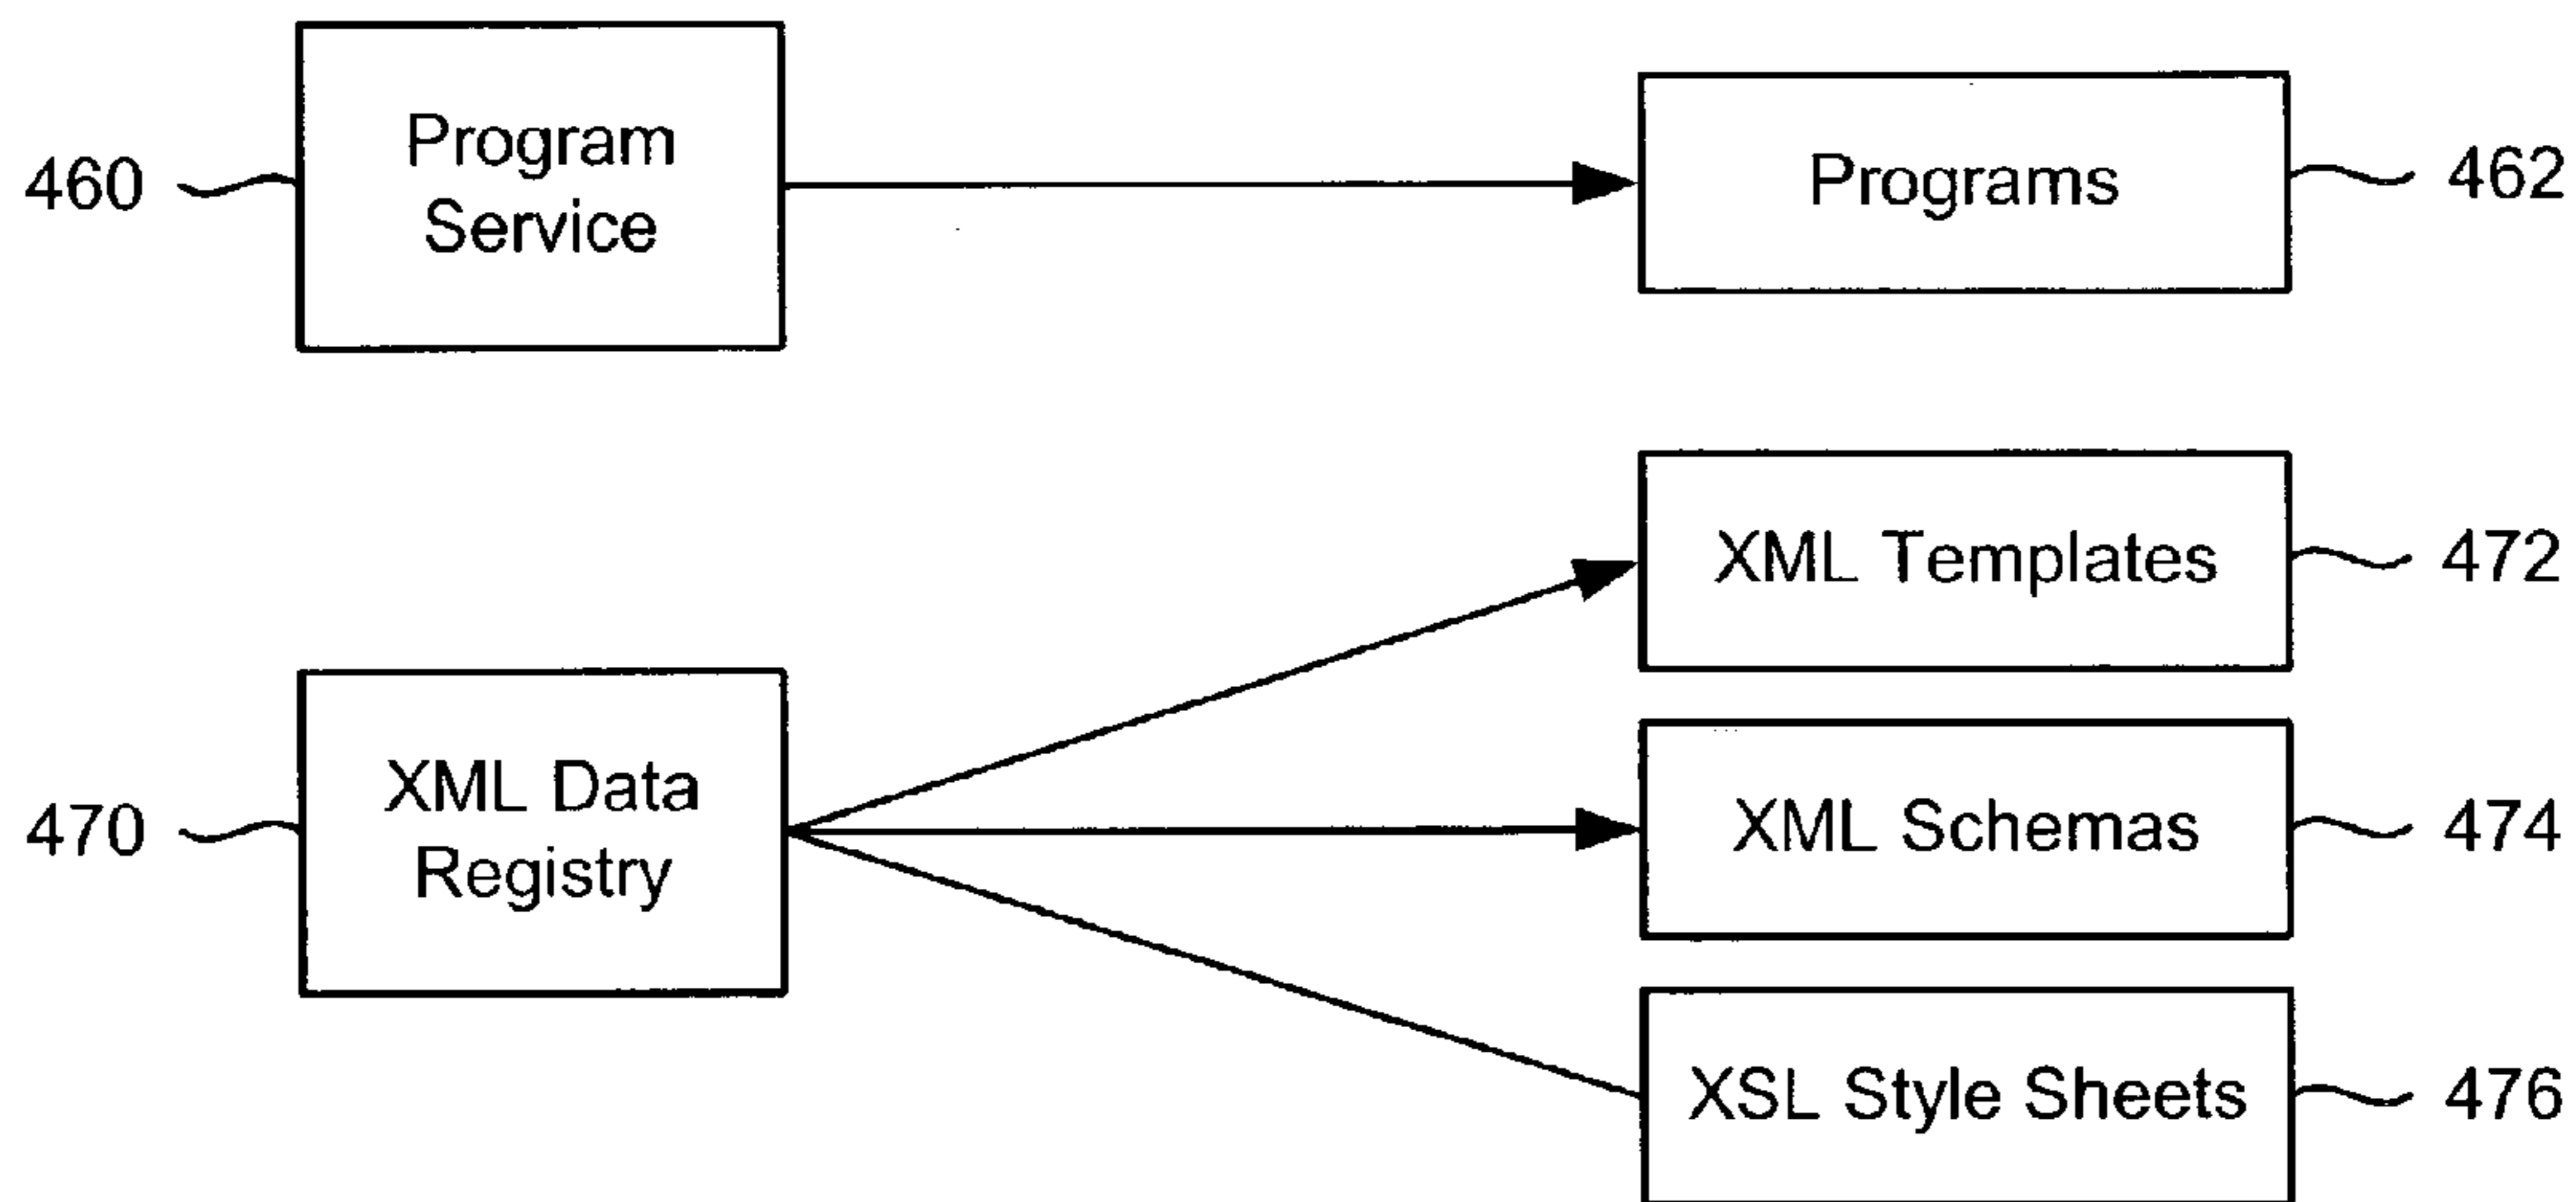 460
Program
Service
Programs
462
XML Templates
472
470
XML Data
Registry
XML Schemas
474
XSL Style Sheets
476